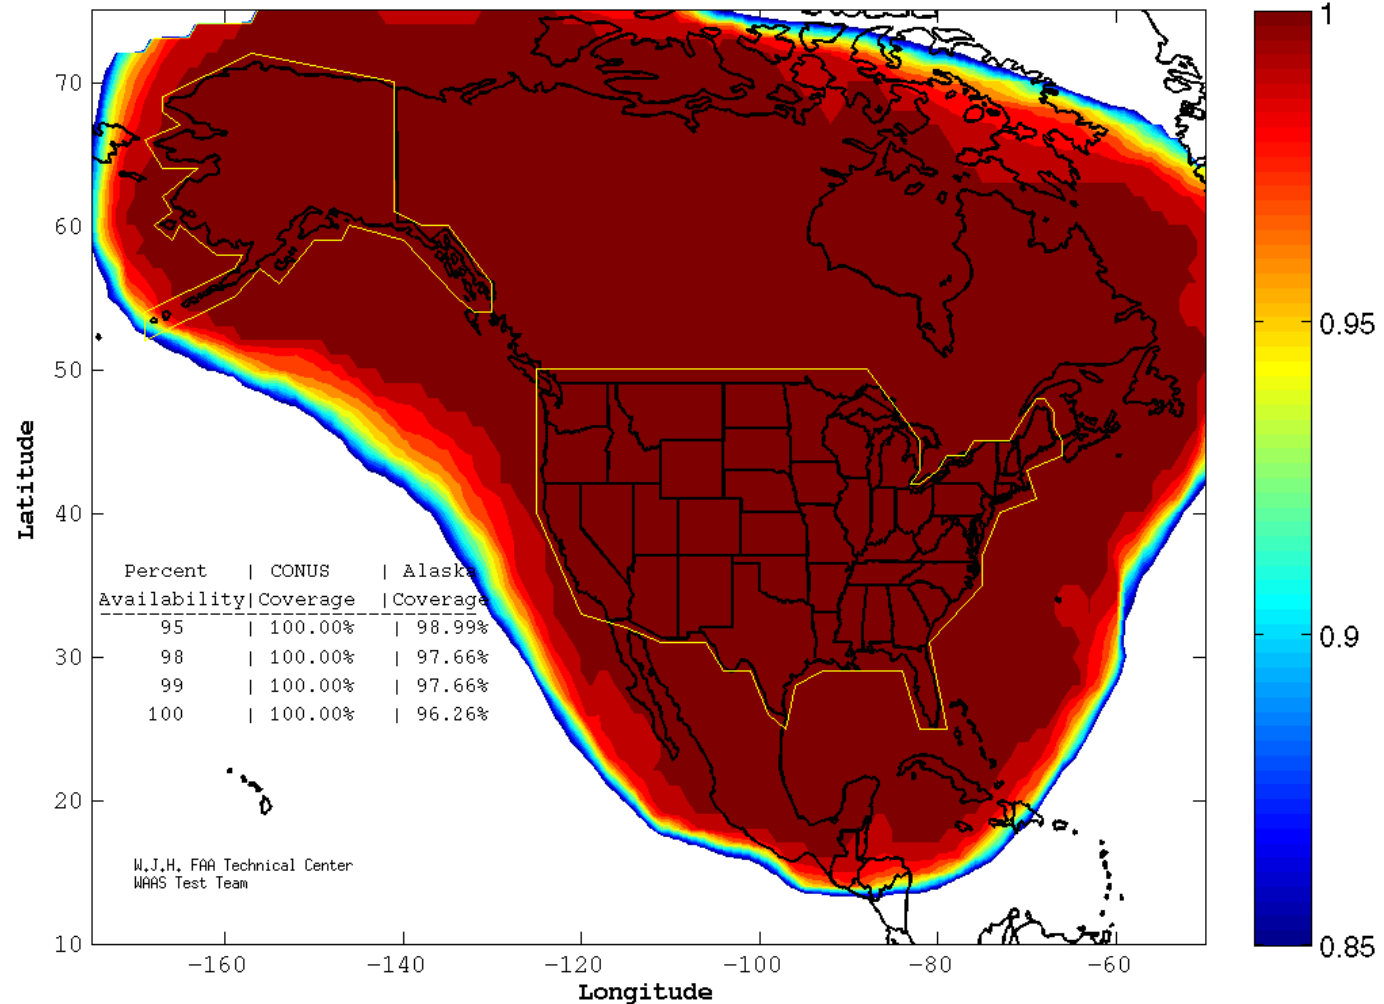 1
70
0.95
60
50
Latitude
0.9
40
Percent | CONUS | Alaska
Availability|Coverage |Coverage
95 | 100.00% | 98.99%
98 | 100.00% | 97.66%
99 | 100.00% | 97.66%
100 | 100.00% | 96.26%
30
20
W.J.H. FAA Technical Center
WAAS Test Team
10
0.85
-160 -140 -120 -100 -80 -60
Longitude